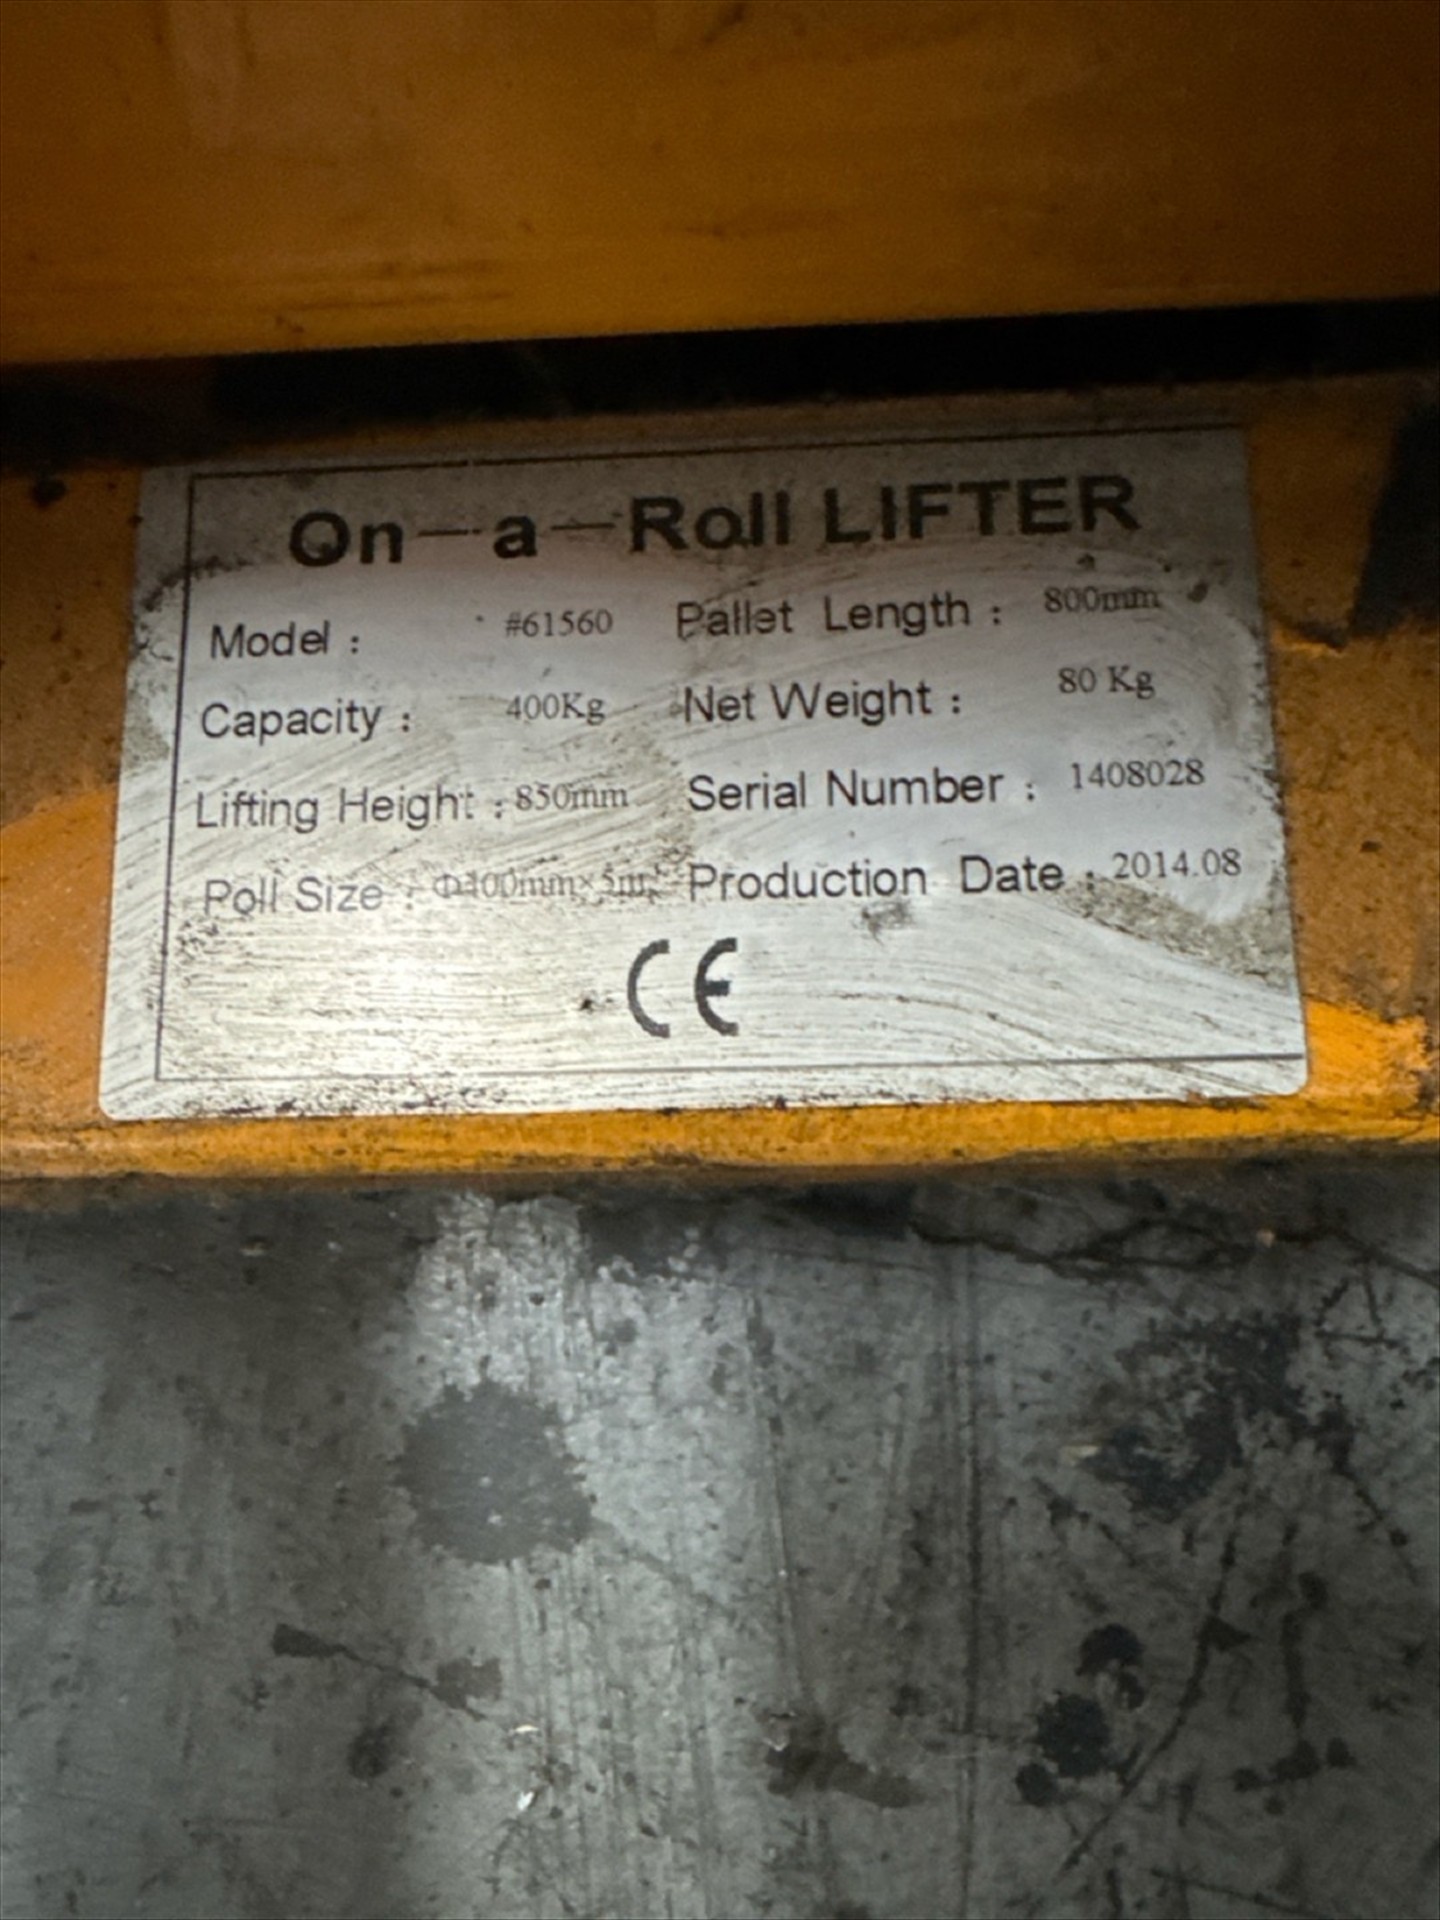 On-a-Roll LIFTER
Model : #61560 Pallet Length : 800mm
Capacity : 400Kg Net Weight : 80 Kg
Lifting Height : 850mm Serial Number : 1408028
Poll Size : Production Date : 2014.08
CE